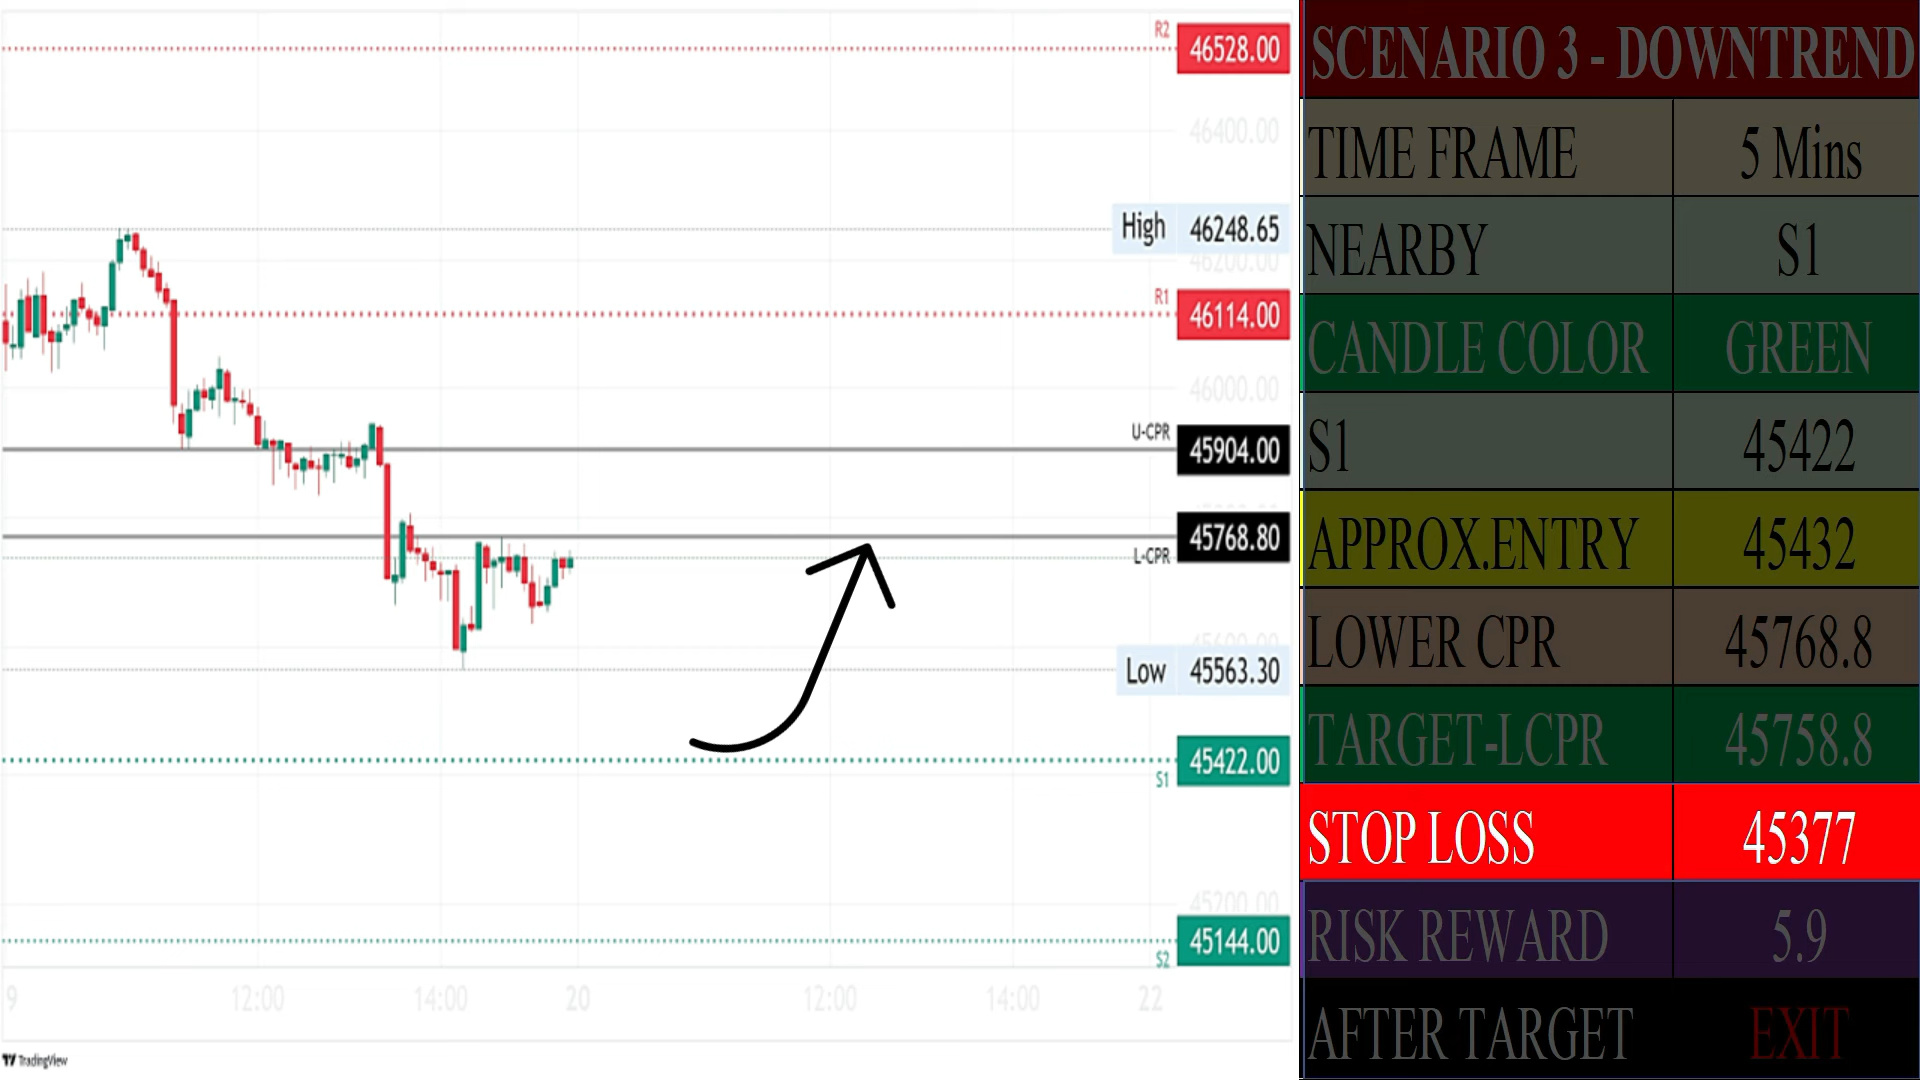 R2
46528.00
46400.00
High 46248.65
46200.00
R1
46114.00
46000.00
U-CPR
45904.00
45768.80
L-CPR
Low 45563.30
45422.00
S1
45200.00
45144.00
S2
9 12:00 14:00 20 12:00 14:00 22
TradingView
SCENARIO 3 - DOWNTREND
TIME FRAME 5 Mins
NEARBY S1
CANDLE COLOR GREEN
S1 45422
APPROX.ENTRY 45432
LOWER CPR 45768.8
TARGET-LCPR 45758.8
STOP LOSS 45377
RISK REWARD 5.9
AFTER TARGET EXIT